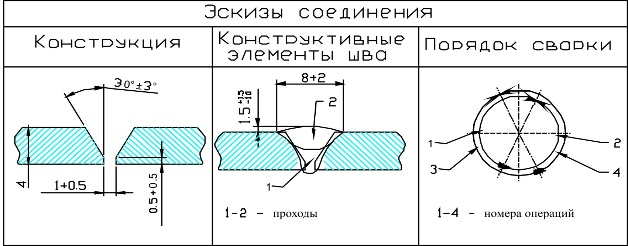 Эскизы соединения
Конструкция
Конструктивные
элементы шва
Порядок сварки
30°±3°
4
1+0.5
0.5+0.5
8+2
1.5
2
1
1-2 - проходы
1
3
2
4
1-4 - номера операций